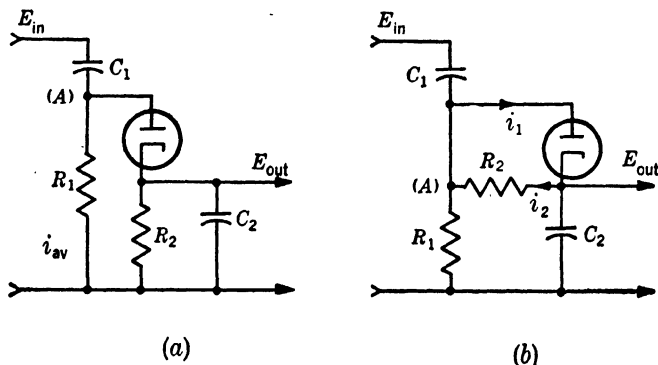 E_in
C_1
(A)
E_out
R_1
C_2
R_2
i_av
(a)
E_in
C_1
i_1
E_out
R_2
(A)
i_2
R_1
C_2
(b)